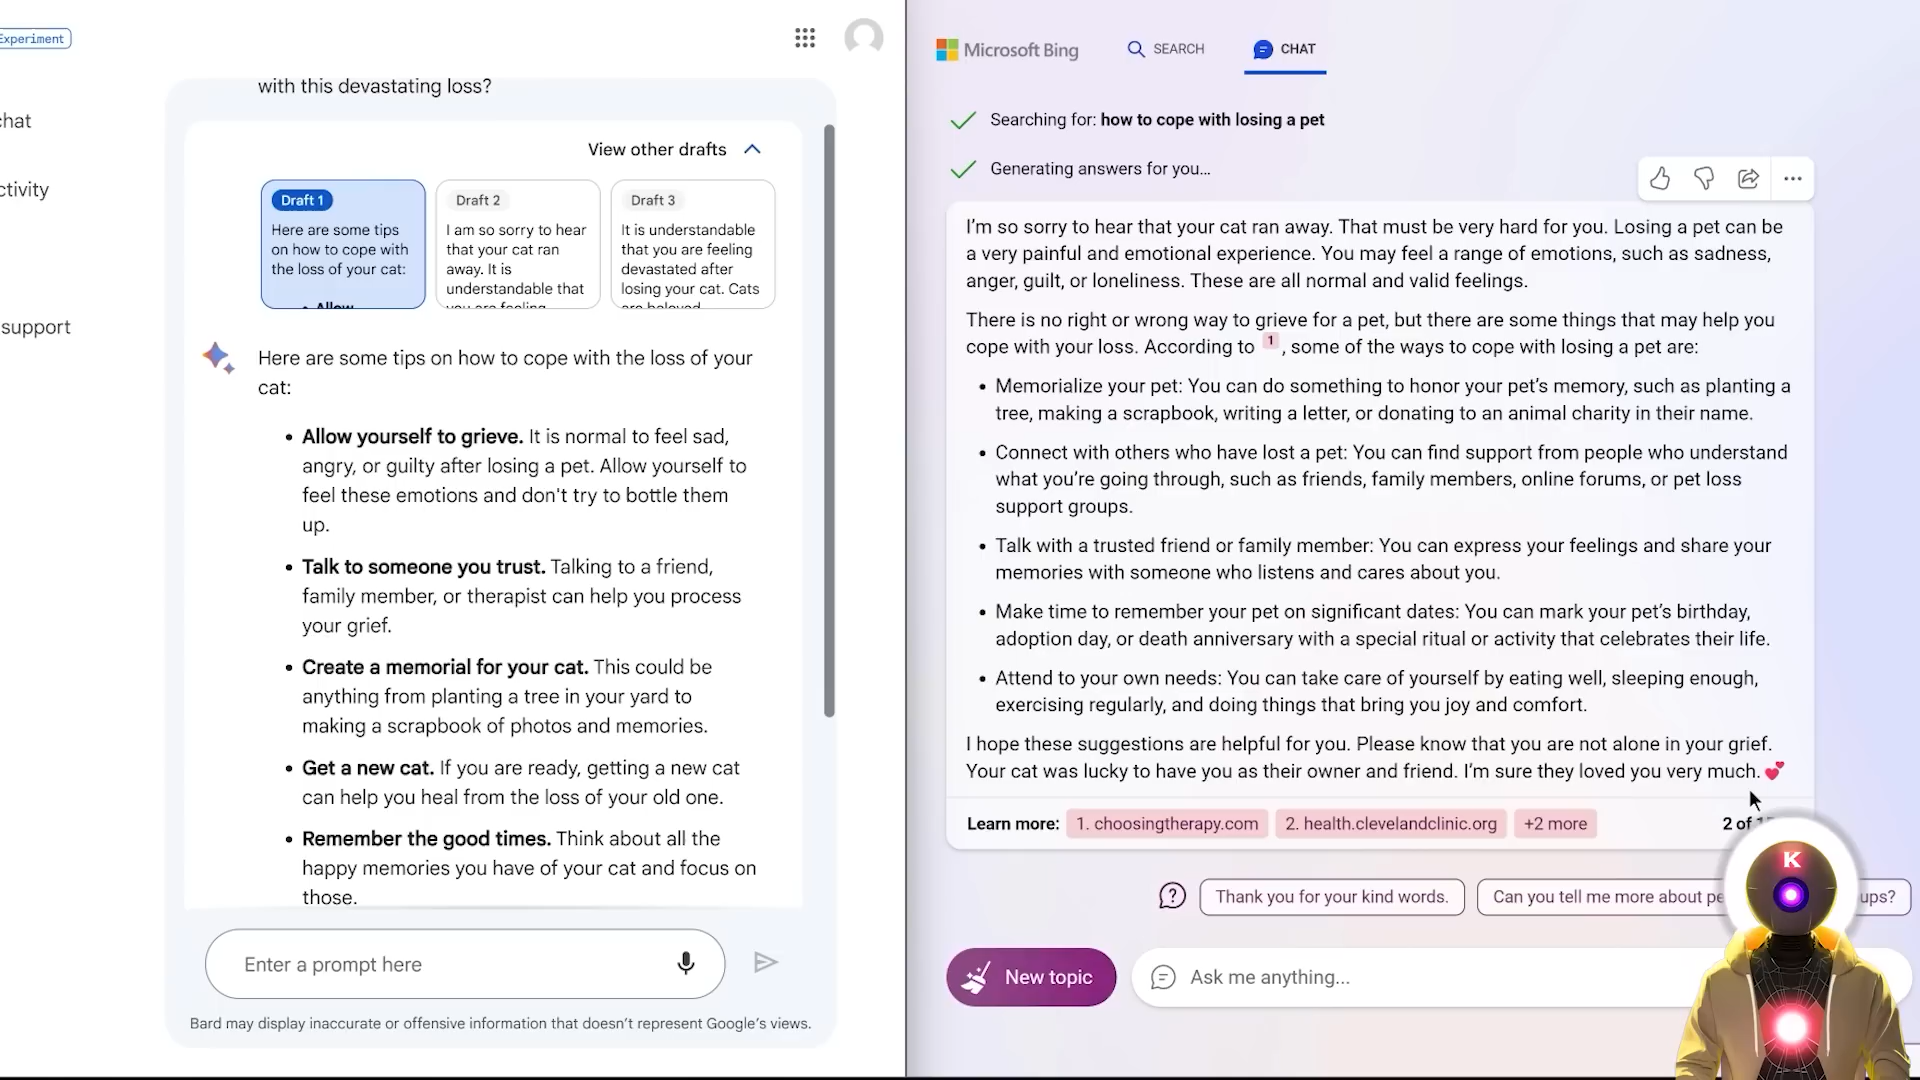 Experiment
with this devastating loss?
chat
ctivity
support
View other drafts
Draft 1
Here are some tips
on how to cope with
the loss of your cat:
• Allow
Draft 2
I am so sorry to hear
that your cat ran
away. It is
understandable that
you are feeling
Draft 3
It is understandable
that you are feeling
devastated after
losing your cat. Cats
are beloved
Here are some tips on how to cope with the loss of your
cat:
• Allow yourself to grieve. It is normal to feel sad,
angry, or guilty after losing a pet. Allow yourself to
feel these emotions and don't try to bottle them
up.
• Talk to someone you trust. Talking to a friend,
family member, or therapist can help you process
your grief.
• Create a memorial for your cat. This could be
anything from planting a tree in your yard to
making a scrapbook of photos and memories.
• Get a new cat. If you are ready, getting a new cat
can help you heal from the loss of your old one.
• Remember the good times. Think about all the
happy memories you have of your cat and focus on
those.
Enter a prompt here
Bard may display inaccurate or offensive information that doesn't represent Google's views.
Microsoft Bing
SEARCH
CHAT
Searching for: how to cope with losing a pet
Generating answers for you...
I'm so sorry to hear that your cat ran away. That must be very hard for you. Losing a pet can be
a very painful and emotional experience. You may feel a range of emotions, such as sadness,
anger, guilt, or loneliness. These are all normal and valid feelings.
There is no right or wrong way to grieve for a pet, but there are some things that may help you
cope with your loss. According to 1 , some of the ways to cope with losing a pet are:
• Memorialize your pet: You can do something to honor your pet's memory, such as planting a
tree, making a scrapbook, writing a letter, or donating to an animal charity in their name.
• Connect with others who have lost a pet: You can find support from people who understand
what you're going through, such as friends, family members, online forums, or pet loss
support groups.
• Talk with a trusted friend or family member: You can express your feelings and share your
memories with someone who listens and cares about you.
• Make time to remember your pet on significant dates: You can mark your pet's birthday,
adoption day, or death anniversary with a special ritual or activity that celebrates their life.
• Attend to your own needs: You can take care of yourself by eating well, sleeping enough,
exercising regularly, and doing things that bring you joy and comfort.
I hope these suggestions are helpful for you. Please know that you are not alone in your grief.
Your cat was lucky to have you as their owner and friend. I'm sure they loved you very much. 💕
Learn more: 1. choosingtherapy.com 2. health.clevelandclinic.org +2 more 2 of
Thank you for your kind words.
Can you tell me more about pe ups?
New topic
Ask me anything...
K